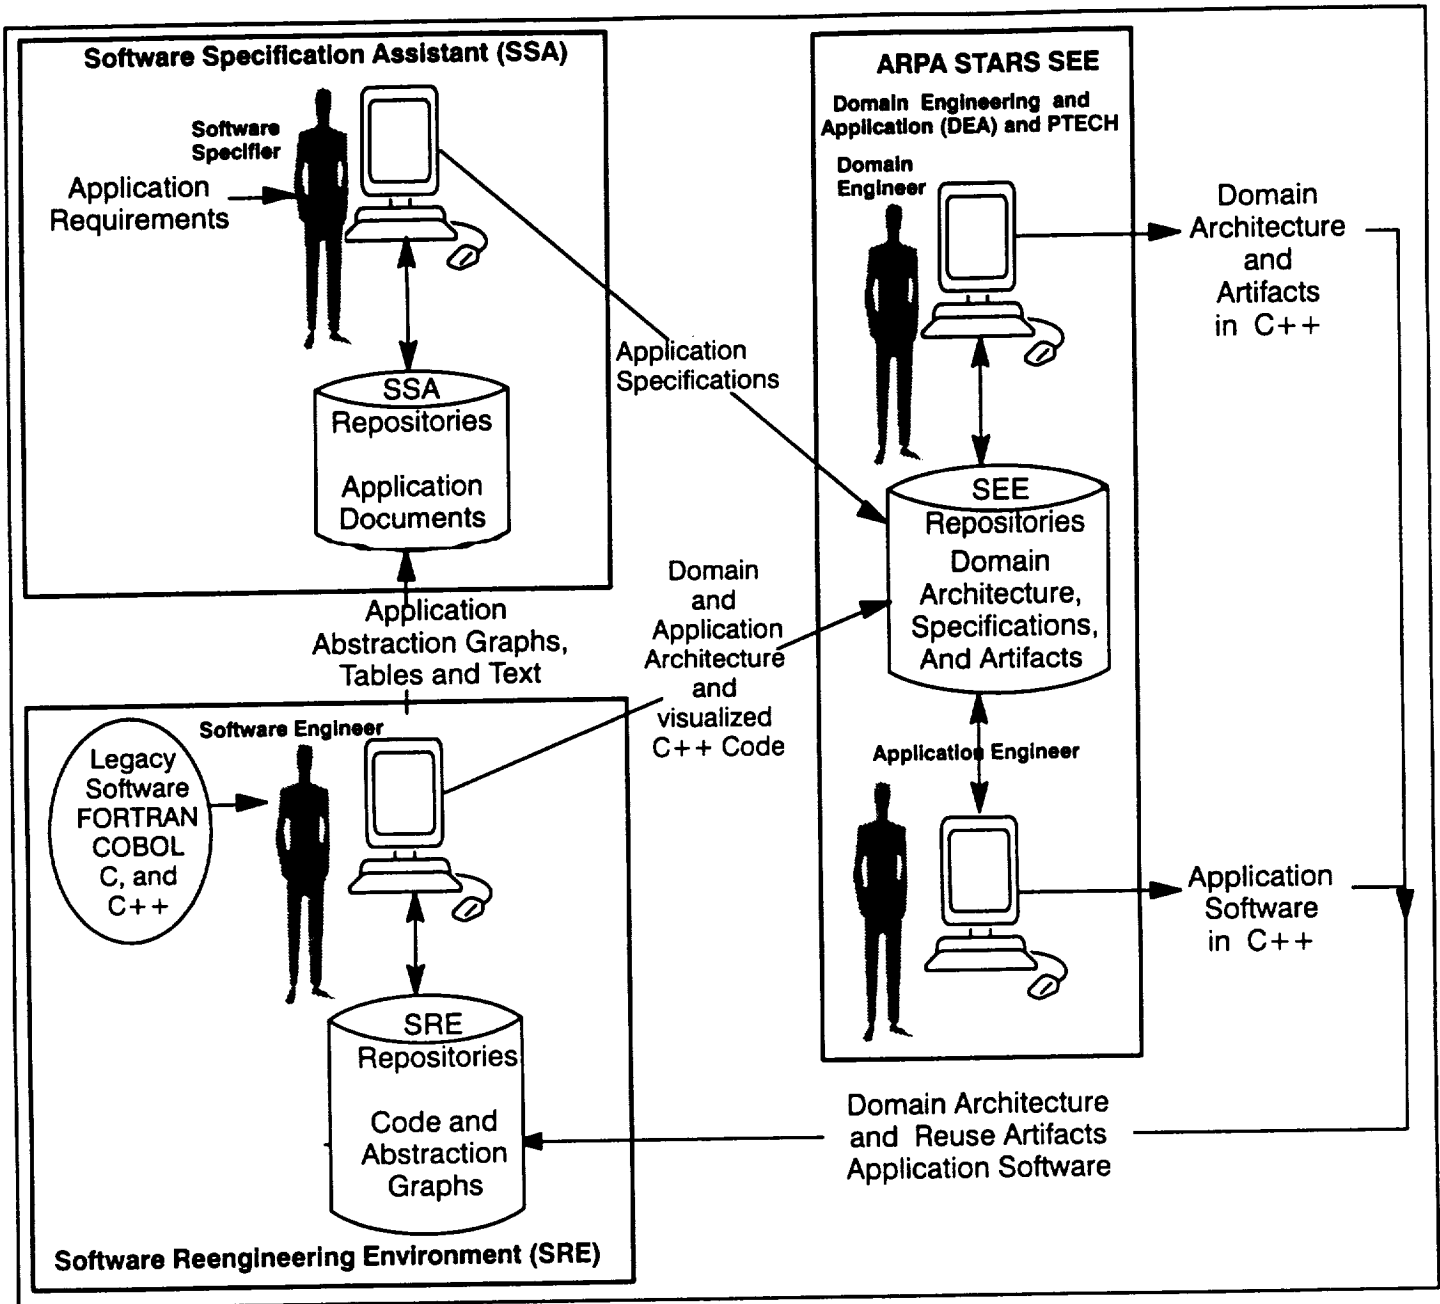 Software Specification Assistant (SSA)
Software
Specifier
Application
Requirements
SSA
Repositories
Application
Documents
Application
Specifications
ARPA STARS SEE
Domain Engineering and
Application (DEA) and PTECH
Domain
Engineer
Domain
Architecture
and
Artifacts
in C++
SEE
Repositories
Domain
Architecture,
Specifications,
And Artifacts
Application
Abstraction Graphs,
Tables and Text
Domain
and
Application
Architecture
and
visualized
C++ Code
Software Engineer
Legacy
Software
FORTRAN
COBOL
C, and
C++
Application Engineer
Application
Software
in C++
SRE
Repositories
Code and
Abstraction
Graphs
Domain Architecture
and Reuse Artifacts
Application Software
Software Reengineering Environment (SRE)